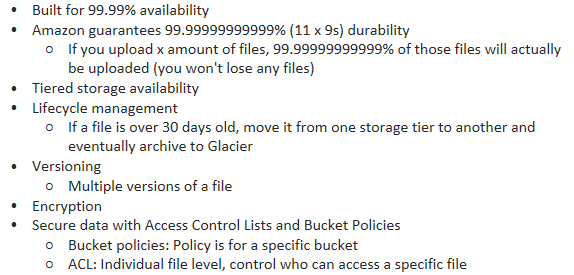 • Built for 99.99% availability
• Amazon guarantees 99.99999999999% (11 x 9s) durability
○ If you upload x amount of files, 99.99999999999% of those files will actually
be uploaded (you won't lose any files)
• Tiered storage availability
• Lifecycle management
○ If a file is over 30 days old, move it from one storage tier to another and
eventually archive to Glacier
• Versioning
○ Multiple versions of a file
• Encryption
• Secure data with Access Control Lists and Bucket Policies
○ Bucket policies: Policy is for a specific bucket
○ ACL: Individual file level, control who can access a specific file